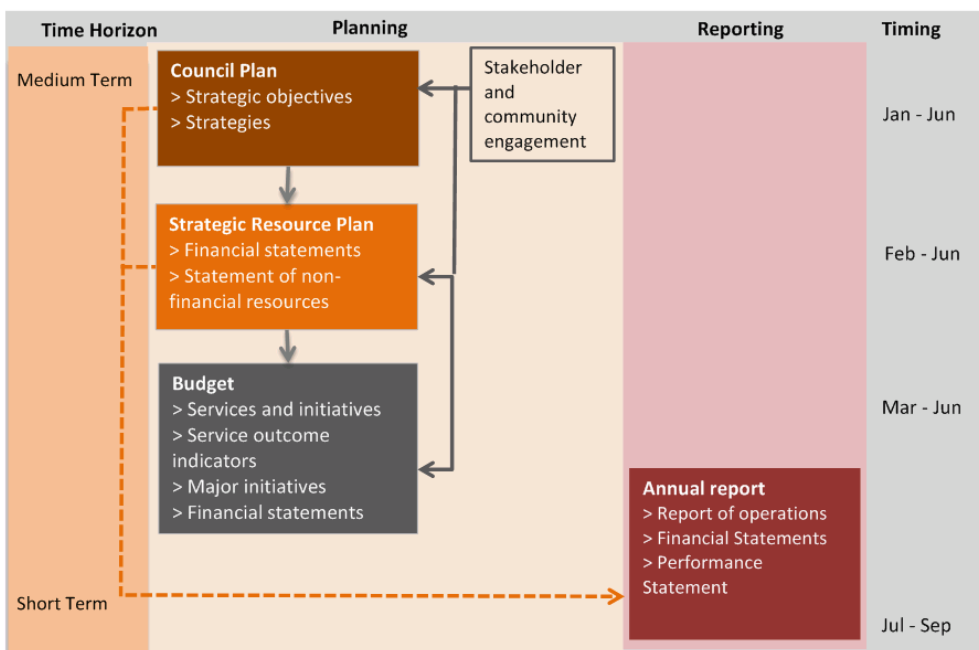 Time Horizon
Planning
Reporting
Timing
Medium Term
Council Plan
> Strategic objectives
> Strategies
Stakeholder
and
community
engagement
Jan - Jun
Strategic Resource Plan
> Financial statements
> Statement of non-
financial resources
Feb - Jun
Budget
> Services and initiatives
> Service outcome
indicators
> Major initiatives
> Financial statements
Mar - Jun
Annual report
> Report of operations
> Financial Statements
> Performance
Statement
Short Term
Jul - Sep